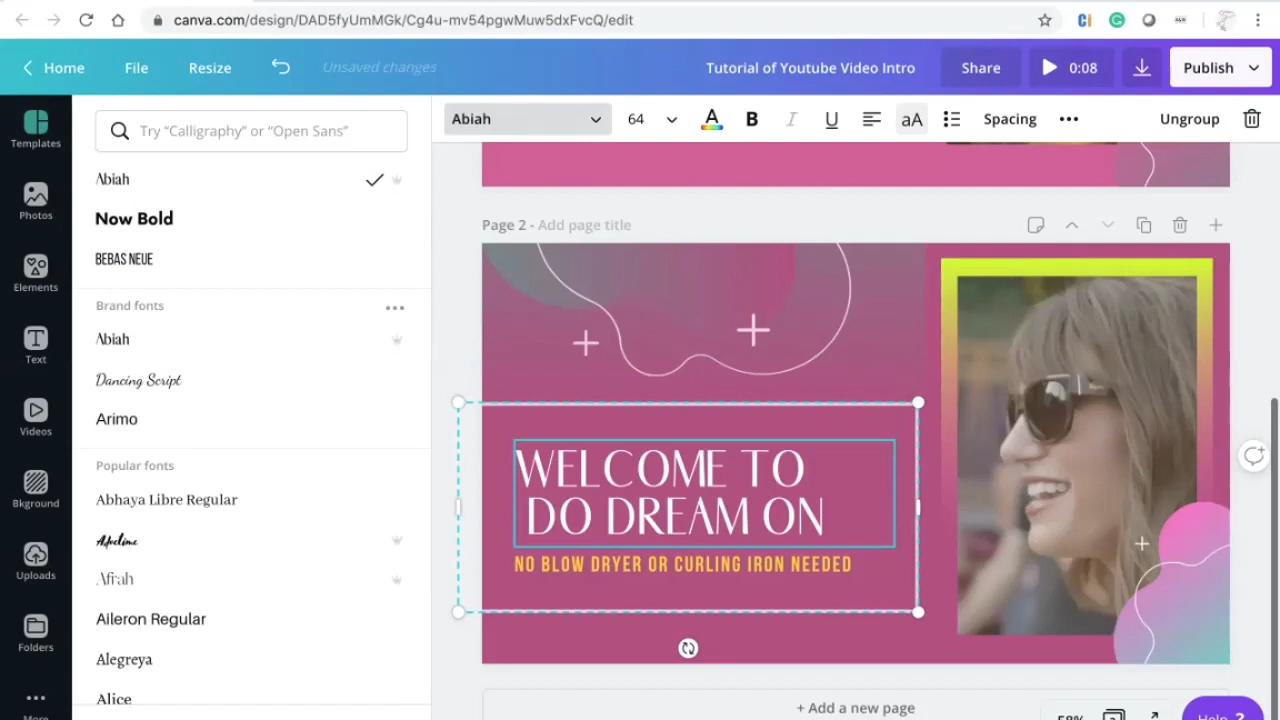 canva.com/design/DAD5fyUmMGk/Cg4u-mv54pgwMuw5dxFvcQ/edit
Home File Resize Unsaved changes Tutorial of Youtube Video Intro Share 0:08 Publish
Templates
Photos
Elements
Text
Videos
Bkground
Uploads
Folders
More
Try "Calligraphy" or "Open Sans"
Abiah
Now Bold
BEBAS NEUE
Brand fonts
Abiah
Dancing Script
Arimo
Popular fonts
Abhaya Libre Regular
Afrah
Aileron Regular
Alegreya
Alice
Abiah 64 A B I U aA Spacing Ungroup
Page 2 - Add page title
WELCOME TO
DO DREAM ON
NO BLOW DRYER OR CURLING IRON NEEDED
+ Add a new page
58%
Help ?